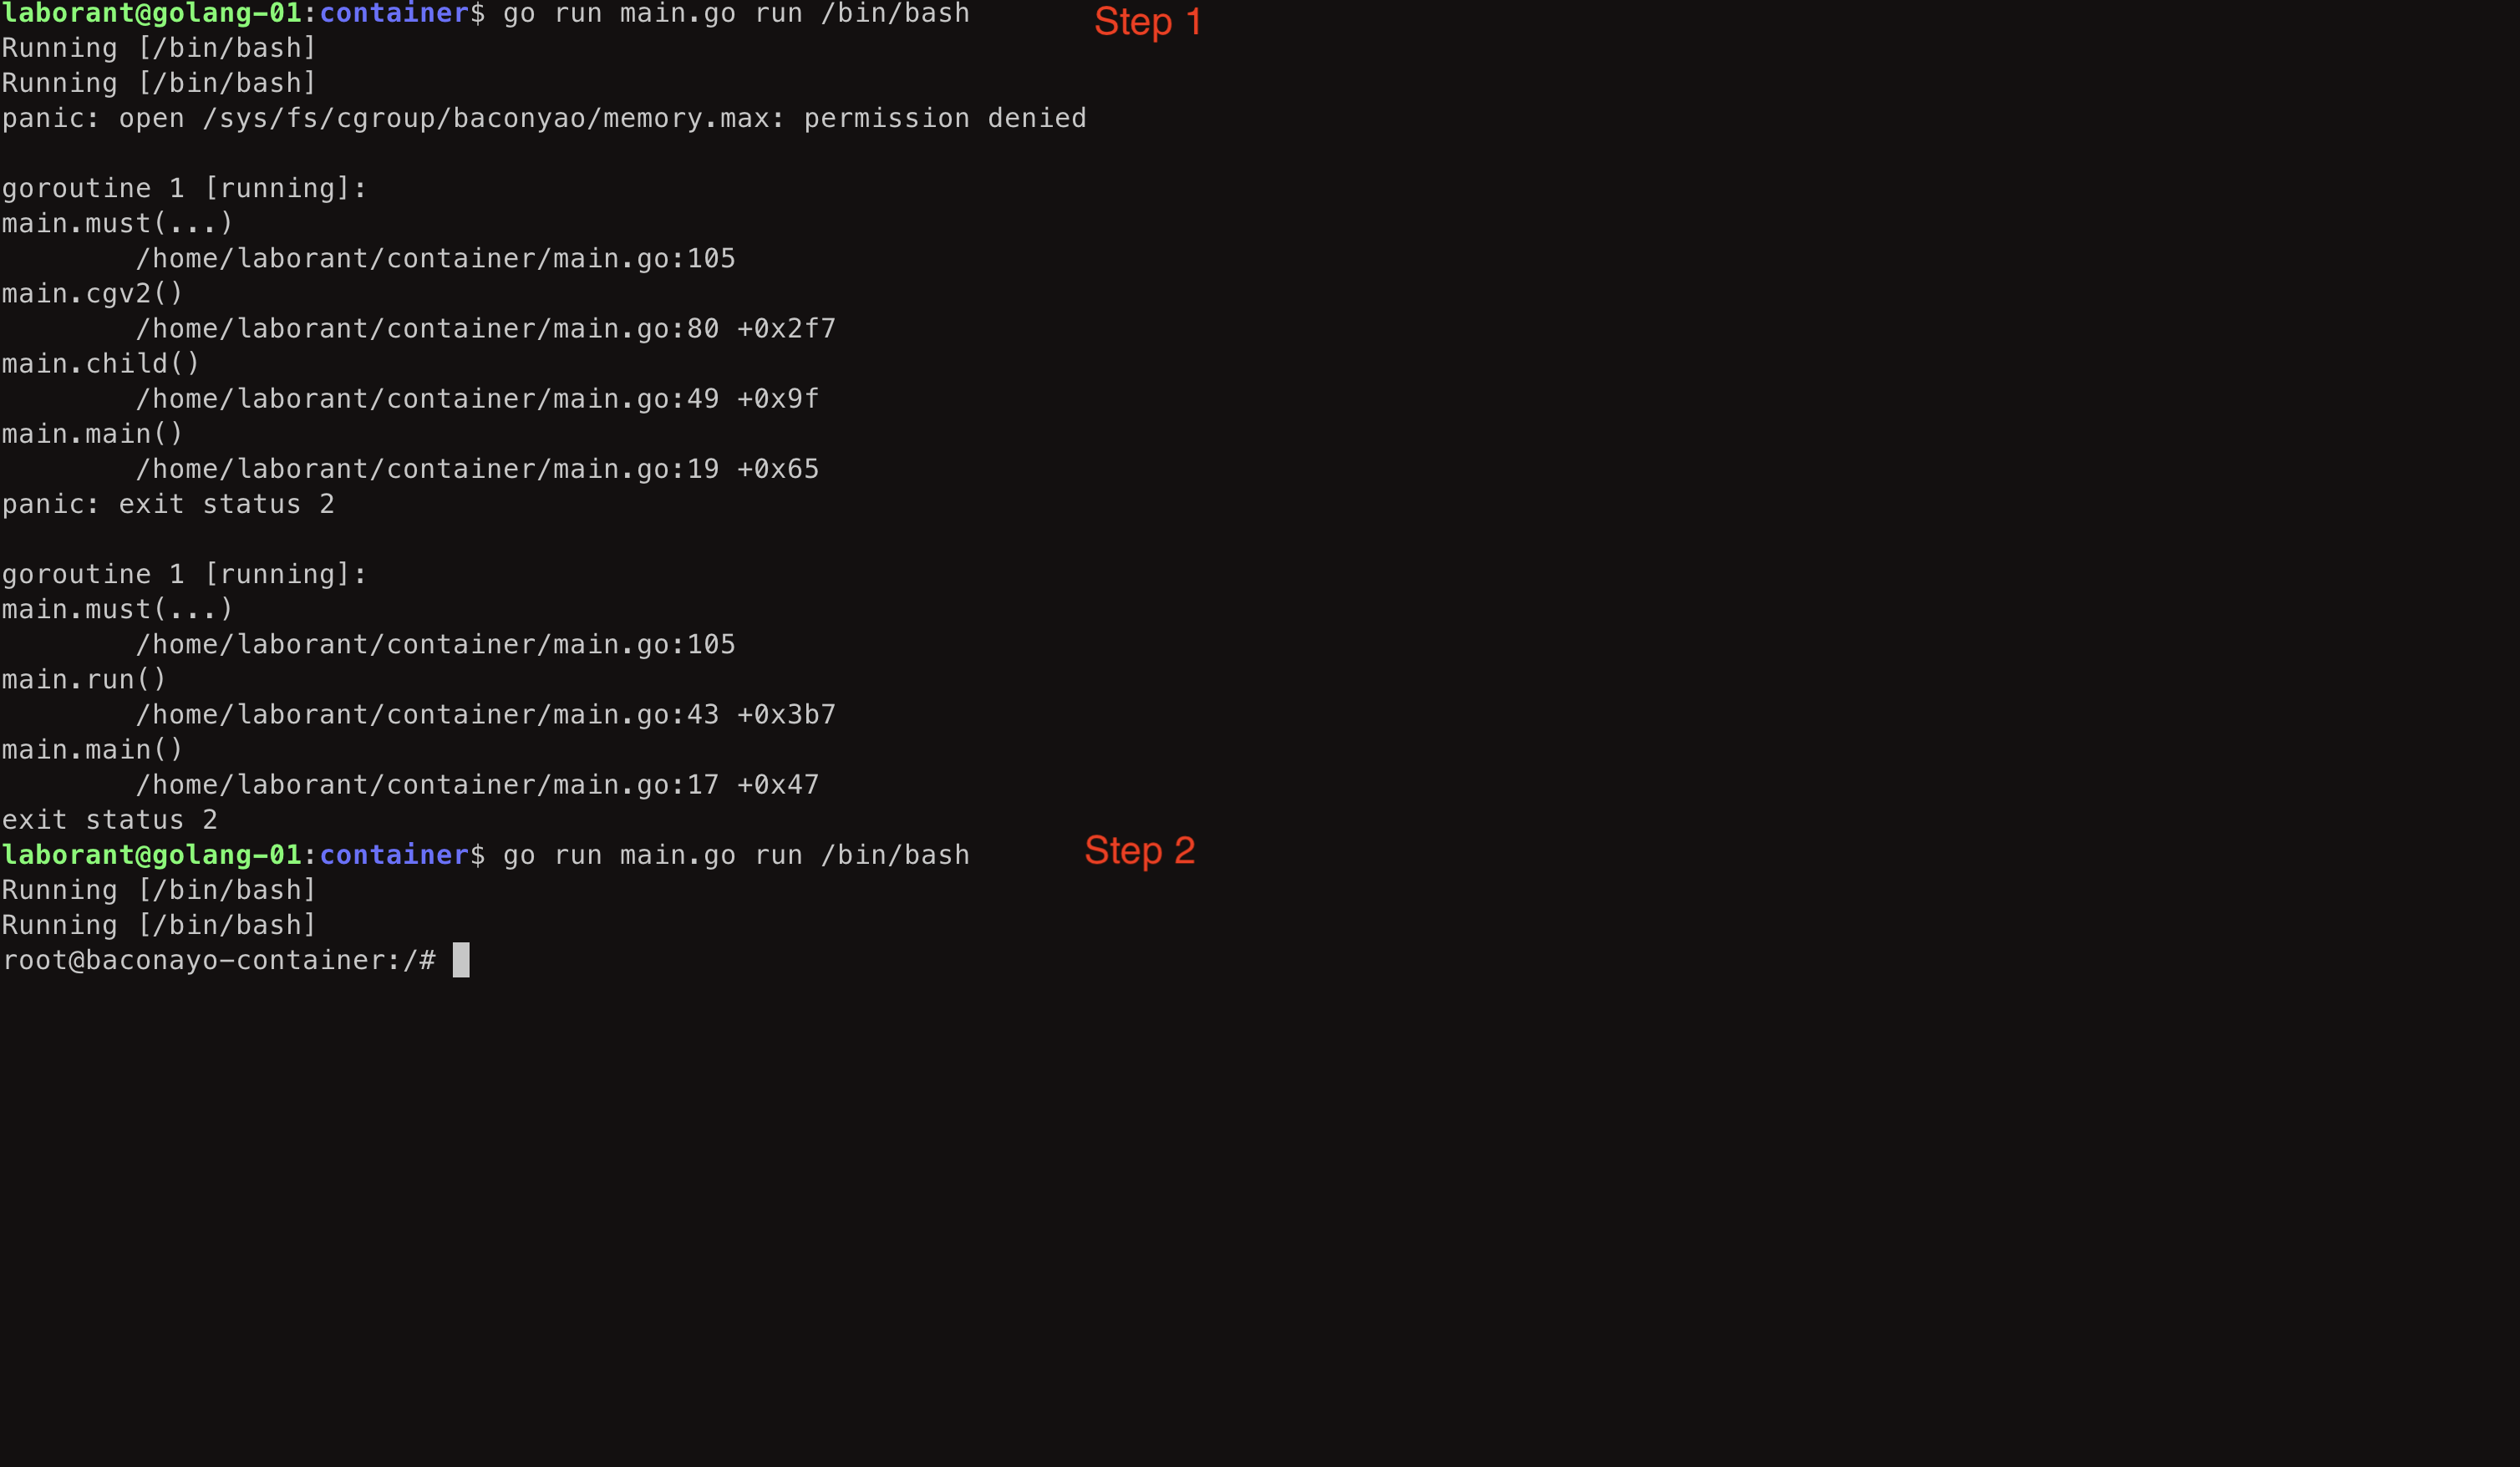 laborant@golang-01:container$ go run main.go run /bin/bash Step 1
Running [/bin/bash]
Running [/bin/bash]
panic: open /sys/fs/cgroup/baconyao/memory.max: permission denied
goroutine 1 [running]:
main.must(...)
/home/laborant/container/main.go:105
main.cgv2()
/home/laborant/container/main.go:80 +0x2f7
main.child()
/home/laborant/container/main.go:49 +0x9f
main.main()
/home/laborant/container/main.go:19 +0x65
panic: exit status 2
goroutine 1 [running]:
main.must(...)
/home/laborant/container/main.go:105
main.run()
/home/laborant/container/main.go:43 +0x3b7
main.main()
/home/laborant/container/main.go:17 +0x47
exit status 2
laborant@golang-01:container$ go run main.go run /bin/bash Step 2
Running [/bin/bash]
Running [/bin/bash]
root@baconayo-container:/#